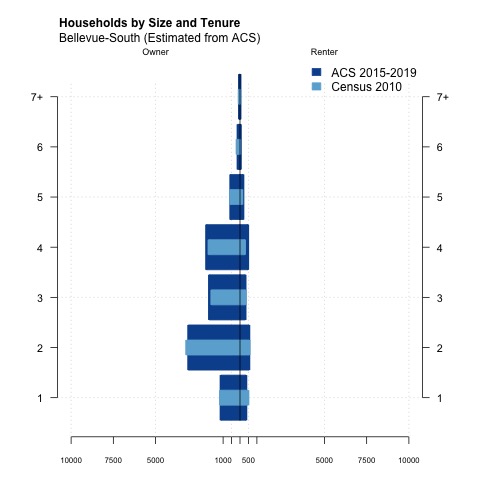 Households by Size and Tenure
Bellevue-South (Estimated from ACS)
Owner Renter
ACS 2015-2019
Census 2010
7+ 7+
6 6
5 5
4 4
3 3
2 2
1 1
10000 7500 5000 1000 500 5000 7500 10000